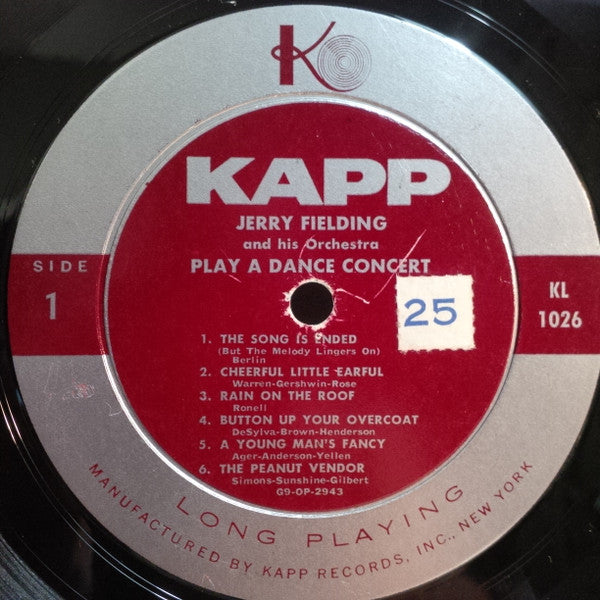 K
KAPP
JERRY FIELDING
and his Orchestra
PLAY A DANCE CONCERT
SIDE
1
25
KL
1026
1. THE SONG IS ENDED
(But The Melody Lingers On)
Berlin
2. CHEERFUL LITTLE EARFUL
Warren-Gershwin-Rose
3. RAIN ON THE ROOF
Ronell
4. BUTTON UP YOUR OVERCOAT
DeSylva-Brown-Henderson
5. A YOUNG MAN'S FANCY
Ager-Anderson-Yellen
6. THE PEANUT VENDOR
Simons-Sunshine-Gilbert
G9-OP-2943
LONG PLAYING
MANUFACTURED BY KAPP RECORDS, INC., NEW YORK